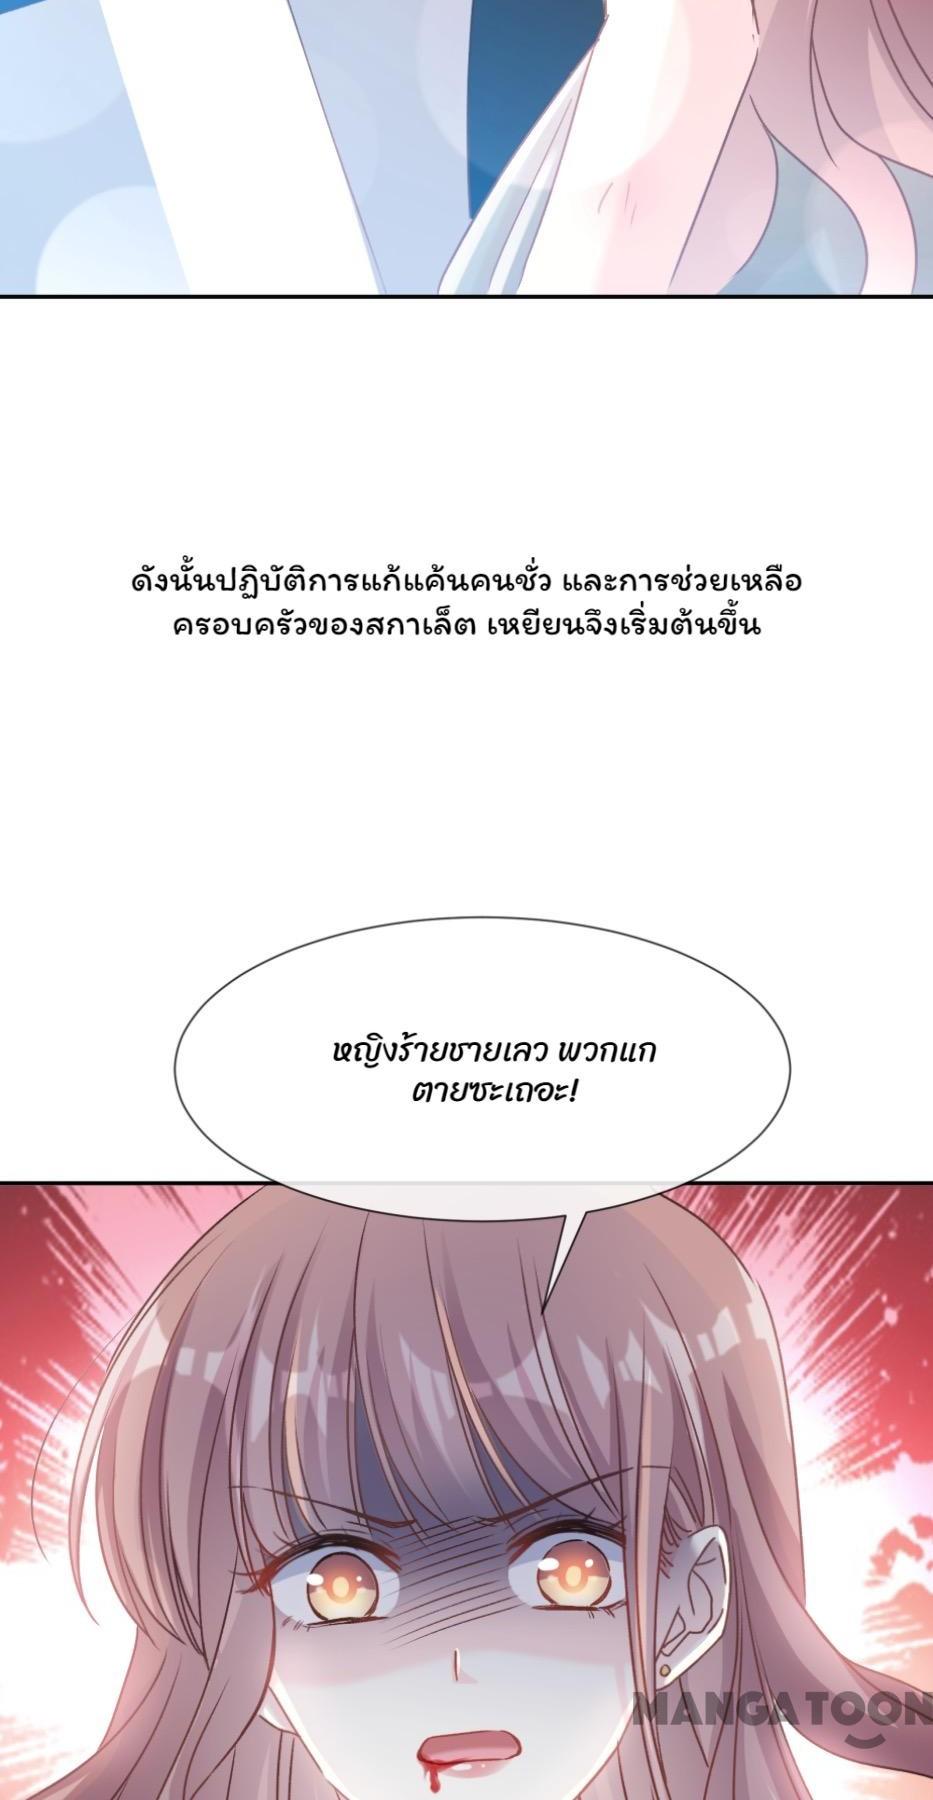 ดังนั้นปฏิบัติการแก้แค้นคนชั่ว และการช่วยเหลือ
ครอบครัวของสกาเล็ต เหยียนจึงเริ่มต้นขึ้น
หญิงร้ายชายเลว พวกแก
ตายซะเถอะ!
MANGATOON